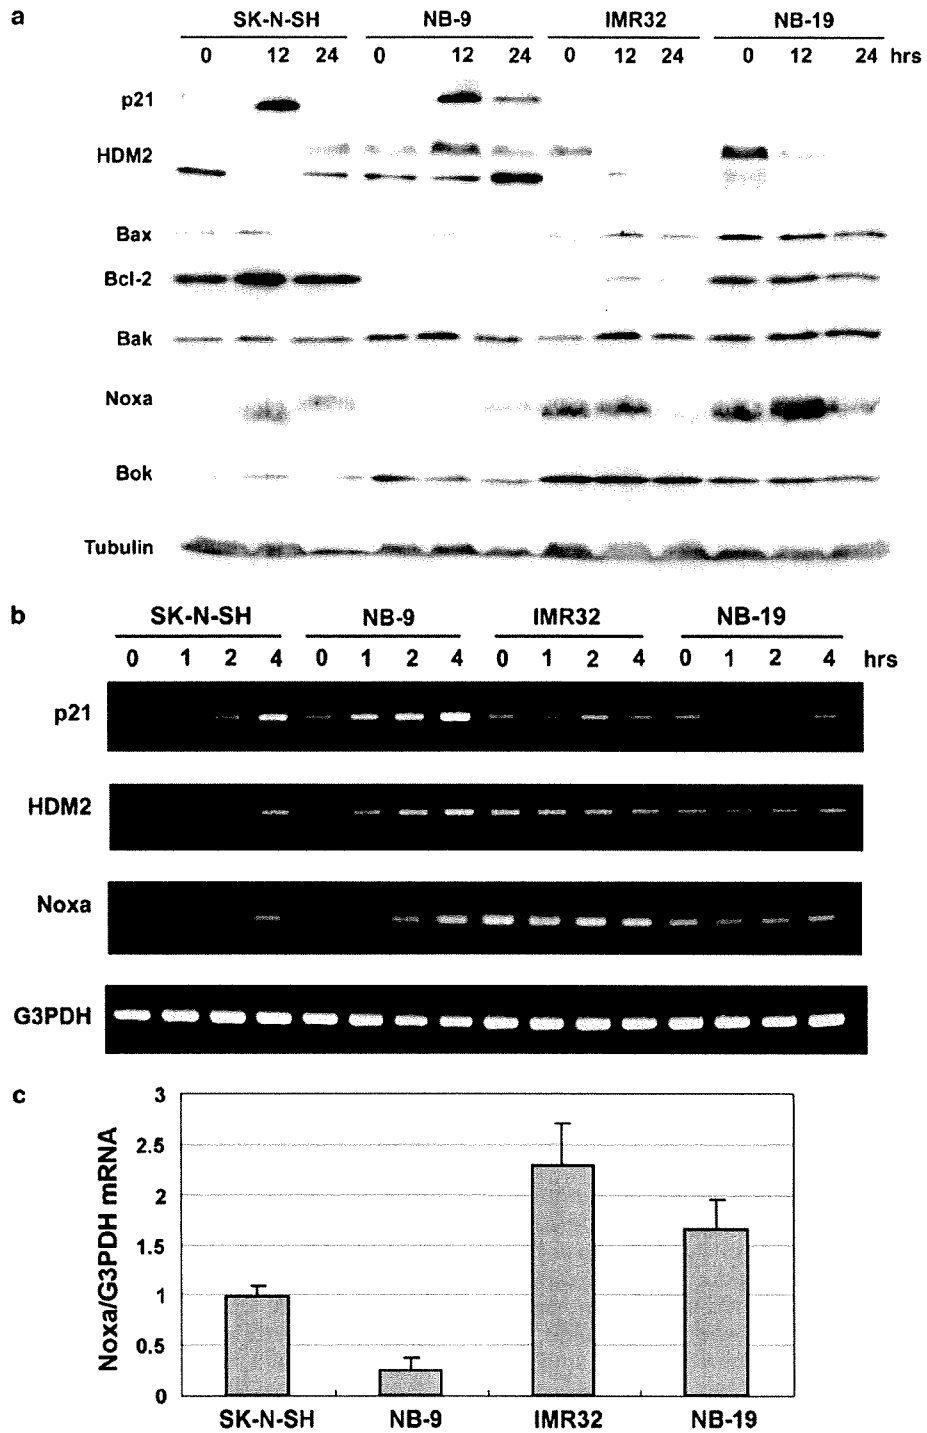 a
SK-N-SH NB-9 IMR32 NB-19
0 12 24 0 12 24 0 12 24 0 12 24 hrs
p21
HDM2
Bax
Bcl-2
Bak
Noxa
Bok
Tubulin
b
SK-N-SH NB-9 IMR32 NB-19
0 1 2 4 0 1 2 4 0 1 2 4 0 1 2 4 hrs
p21
HDM2
Noxa
G3PDH
c
Noxa/G3PDH mRNA
3
2.5
2
1.5
1
0.5
0
SK-N-SH NB-9 IMR32 NB-19